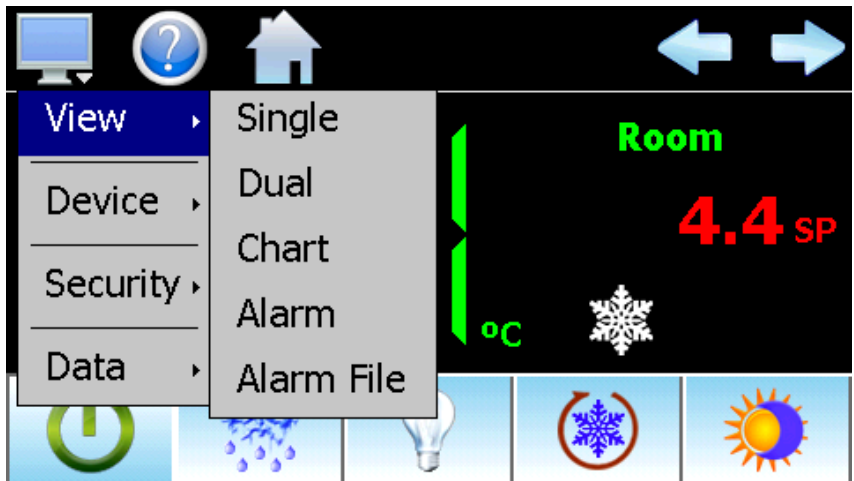 ?
View
Single
Dual
Chart
Alarm
Alarm File
Device
Security
Data
Room
4.4 SP
°C